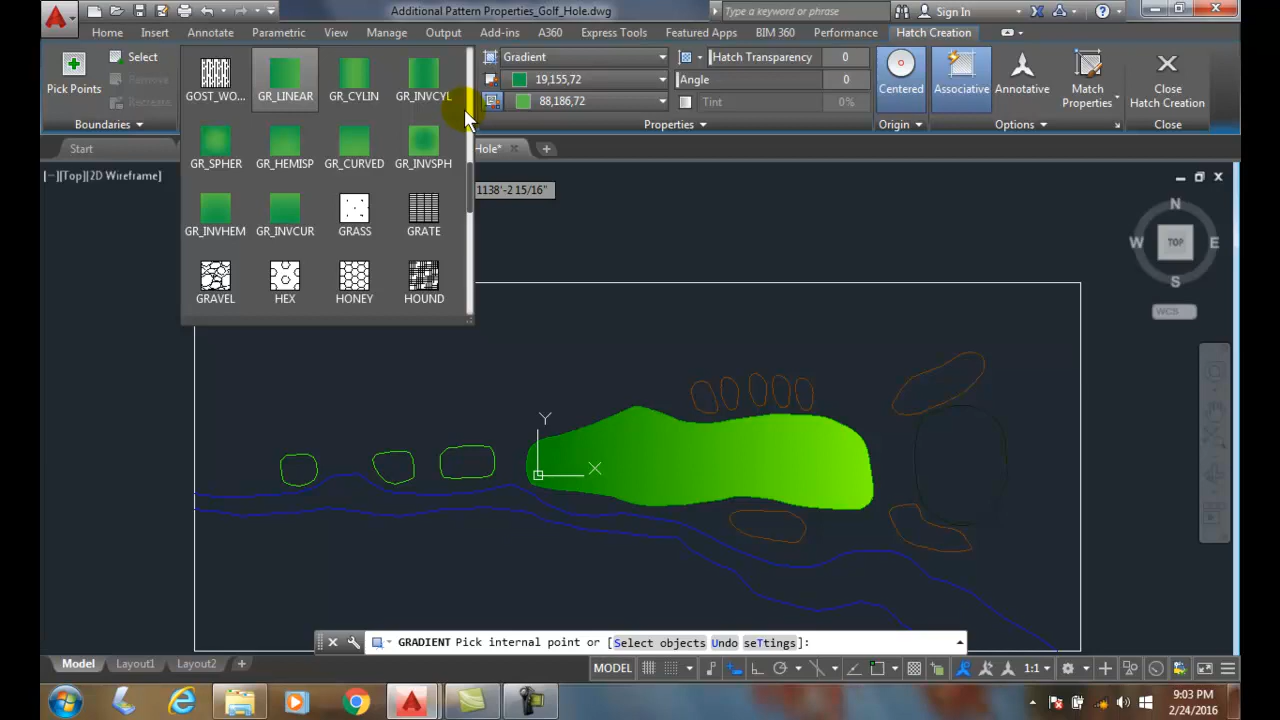 Additional Pattern Properties_Golf_Hole.dwg
Type a keyword or phrase
Sign In
Home Insert Annotate Parametric View Manage Output Add-ins A360 Express Tools Featured Apps BIM 360 Performance Hatch Creation
Pick Points
Select
Remove
Recreate
Boundaries
GOST_WO... GR_LINEAR GR_CYLIN GR_INVCYL
GR_SPHER GR_HEMISP GR_CURVED GR_INVSPH
GR_INVHEM GR_INVCUR GRASS GRATE
GRAVEL HEX HONEY HOUND
Gradient
19,155,72
88,186,72
Hatch Transparency 0
Angle 0
Tint 0%
Properties
Centered
Origin
Associative
Annotative
Match
Properties
Options
Close
Hatch Creation
Close
Start
Hole*
[−][Top][2D Wireframe]
1138'-2 15/16"
N
W TOP E
S
WCS
Y
X
GRADIENT Pick internal point or [Select objects Undo seTtings]:
Model Layout1 Layout2
MODEL
1:1
9:03 PM
2/24/2016